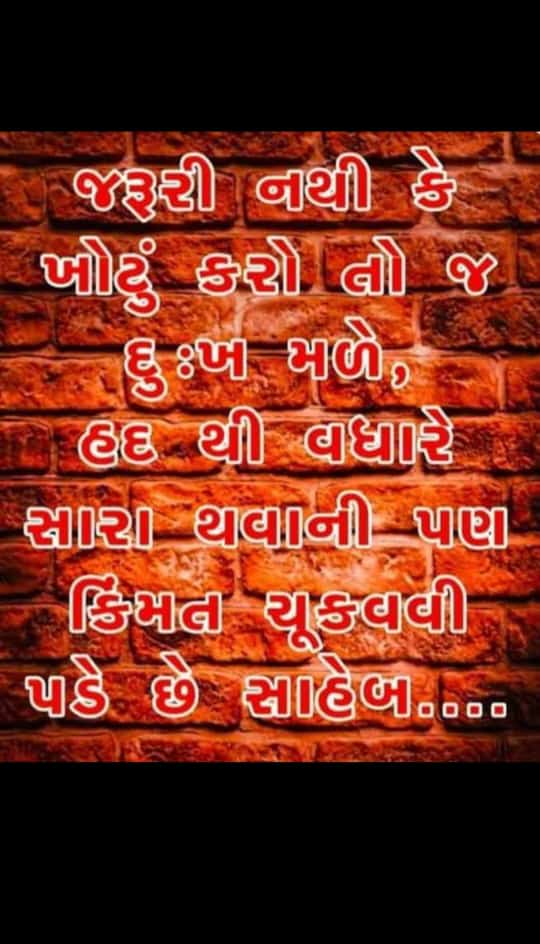 જરૂરી નથી કે
ખોટું કરો તો જ
દુઃખ મળે,
હદ થી વધારે
સારા થવાની પણ
કિંમત ચૂકવવી
પડે છે સાહેબ....